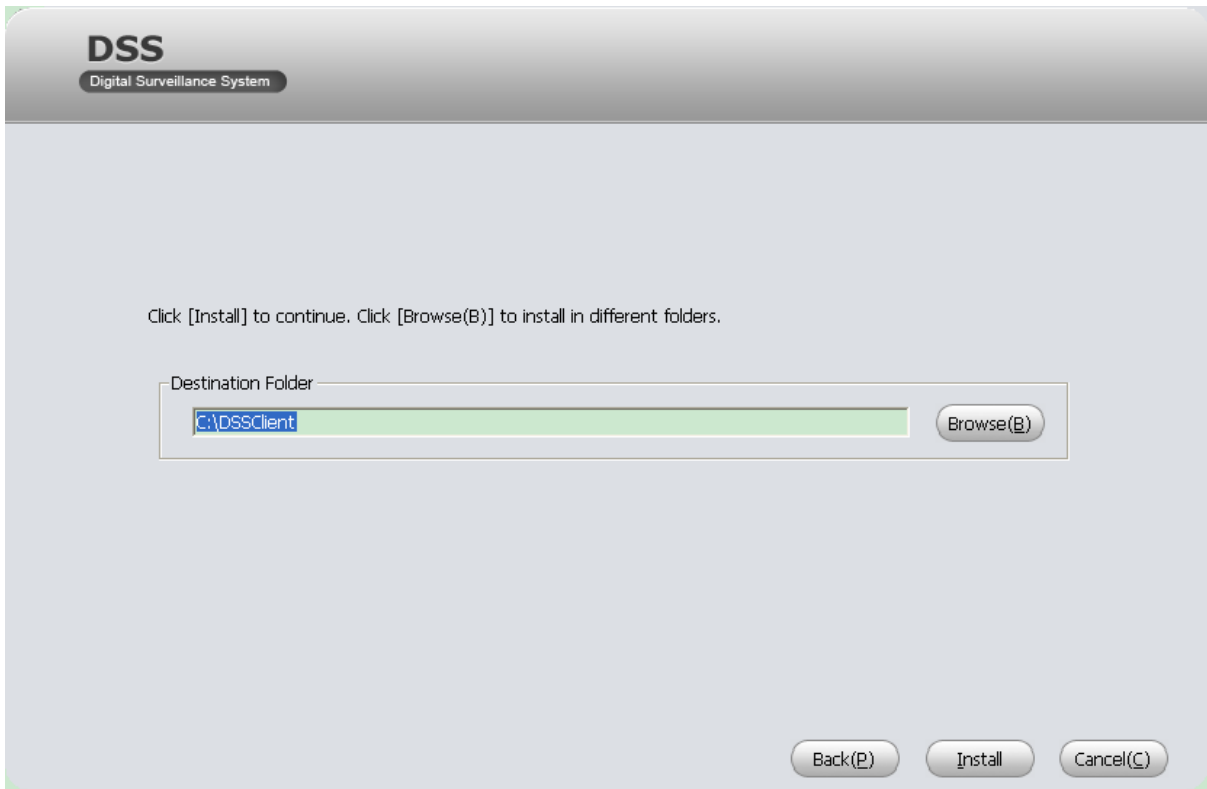 DSS
Digital Surveillance System
Click [Install] to continue. Click [Browse(B)] to install in different folders.
Destination Folder
C:\DSSClient
Browse(B)
Back(P)
Install
Cancel(C)